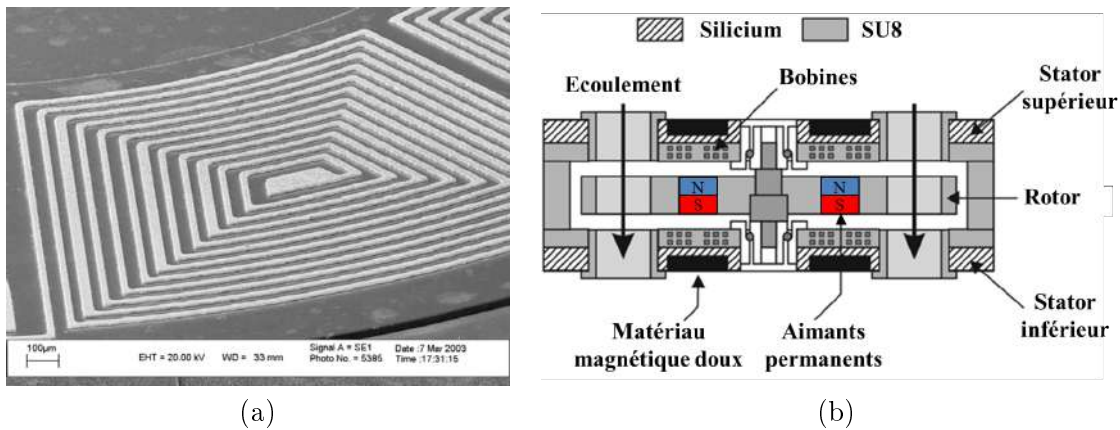 100µm
EHT = 20.00 kV
WD = 33 mm
Signal A = SE1
Photo No. = 5385
Date :7 Mar 2003
Time :17:31:15
(a)
Silicium
SU8
Ecoulement
Bobines
Stator
supérieur
N
N
S
S
Rotor
Matériau
magnétique doux
Aimants
permanents
Stator
inférieur
(b)